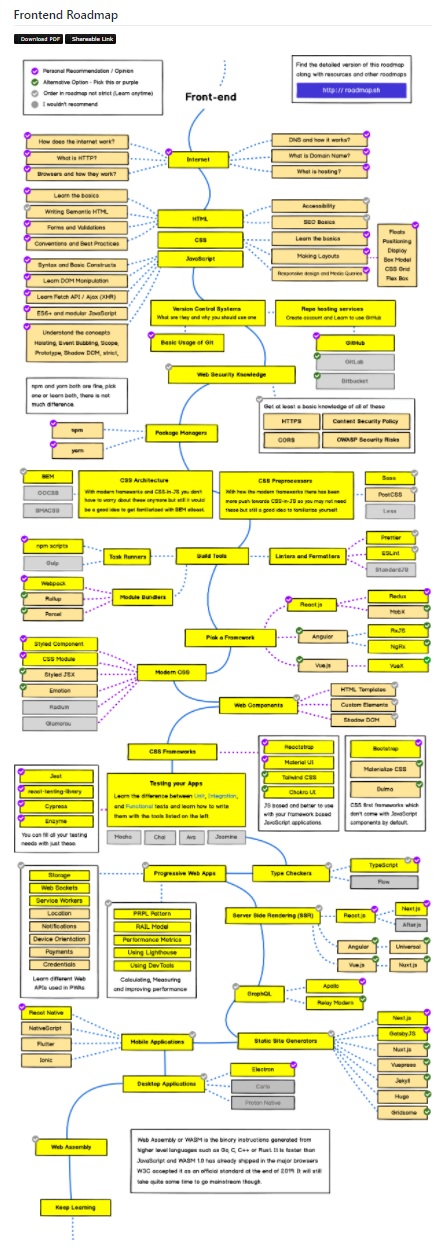 Frontend Roadmap
Download PDF
Shareable Link
Personal Recommendation / Opinion
Alternative Option - Pick this or purple
Order in roadmap not strict (Learn anytime)
I wouldn't recommend
Find the detailed version of this roadmap
along with resources and other roadmaps
http://roadmap.sh
Front-end
How does the internet work?
What is HTTP?
Browsers and how they work?
Internet
DNS and how it works?
What is Domain Name?
What is hosting?
Learn the basics
Writing Semantic HTML
Forms and Validations
Conventions and Best Practices
HTML
CSS
JavaScript
Accessibility
SEO Basics
Learn the basics
Making Layouts
Responsive design and Media Queries
Floats
Positioning
Display
Box Model
CSS Grid
Flex Box
Syntax and Basic Constructs
Learn DOM Manipulation
Learn Fetch API / Ajax (XHR)
ES6+ and modular JavaScript
Understand the concepts
Hoisting, Event Bubbling, Scope,
Prototype, Shadow DOM, strict,
Version Control Systems
What are they and why you should use one
Basic Usage of Git
Repo hosting services
Create account and Learn to use GitHub
GitHub
GitLab
Bitbucket
Web Security Knowledge
npm and yarn both are fine, pick
one or learn both, there is not
much difference
Get at least a basic knowledge of all of these
HTTPS
Content Security Policy
CORS
OWASP Security Risks
npm
yarn
Package Managers
BEM
OOCSS
SMACSS
CSS Architecture
With modern frameworks and CSS-in-JS you don't
have to worry about these anymore but still it would
be a good idea to get familiarized with BEM atleast.
CSS Preprocessors
With how the modern frameworks there has been
more push towards CSS-in-JS so you may not need
these but still a good idea to familiarize yourself
Sass
PostCSS
Less
npm scripts
Gulp
Task Runners
Build Tools
Linters and Formatters
Prettier
ESLint
StandardJS
Webpack
Rollup
Parcel
Module Bundlers
Pick a Framework
React.js
Redux
MobX
Angular
RxJS
NgRx
Vue.js
VueX
Styled Component
CSS Module
Styled JSX
Emotion
Radium
Glamorou
Modern CSS
Web Components
HTML Templates
Custom Elements
Shadow DOM
CSS Frameworks
Reactstrap
Material UI
Tailwind CSS
Chakra UI
JS based and better to use
with your framework based
JavaScript applications.
Bootstrap
Materialize CSS
Bulma
CSS first frameworks which
don't come with JavaScript
components by default.
Jest
react-testing-library
Cypress
Enzyme
You can fill all your testing
needs with just these.
Testing your Apps
Learn the difference between Unit, Integration,
and Functional tests and learn how to write
them with the tools listed on the left.
Mocha
Chai
Ava
Jasmine
Progressive Web Apps
Type Checkers
TypeScript
Flow
Storage
Web Sockets
Service Workers
Location
Notifications
Device Orientation
Payments
Credentials
Learn different Web
APIs used in PWAs
PRPL Pattern
RAIL Model
Performance Metrics
Using Lighthouse
Using DevTools
Calculating, Measuring
and improving performance
Server Side Rendering (SSR)
React.js
Next.js
After.js
Angular
Universal
Vue.js
Nuxt.js
GraphQL
Apollo
Relay Modern
React Native
NativeScript
Flutter
Ionic
Mobile Applications
Static Site Generators
Next.js
GatsbyJS
Nuxt.js
Vuepress
Jekyll
Hugo
Gridsome
Desktop Applications
Electron
Carlo
Proton Native
Web Assembly
Web Assembly or WASM is the binary instructions generated from
higher level languages such as Go, C, C++ or Rust. It is faster than
JavaScript and WASM 1.0 has already shipped in the major browsers
W3C accepted it as an official standard at the end of 2019. It will still
take quite some time to go mainstream though.
Keep Learning